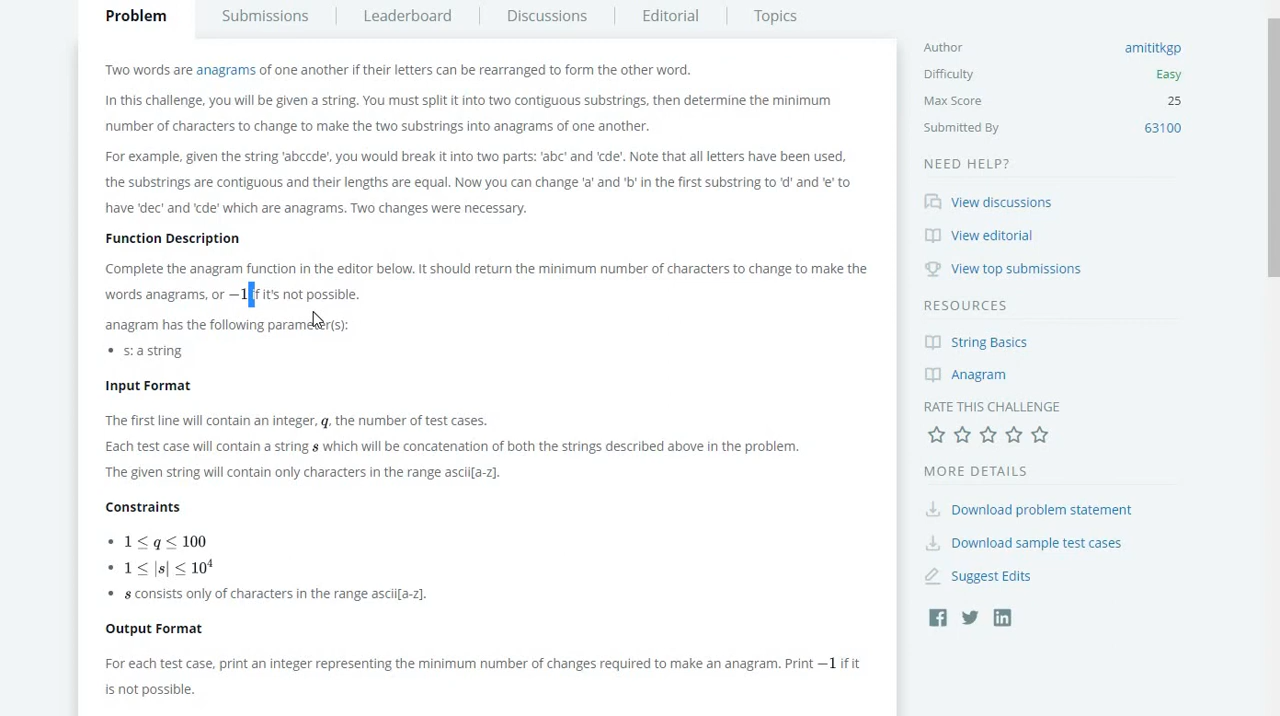 Problem
Submissions
Leaderboard
Discussions
Editorial
Topics
Two words are anagrams of one another if their letters can be rearranged to form the other word.
In this challenge, you will be given a string. You must split it into two contiguous substrings, then determine the minimum
number of characters to change to make the two substrings into anagrams of one another.
For example, given the string 'abccde', you would break it into two parts: 'abc' and 'cde'. Note that all letters have been used,
the substrings are contiguous and their lengths are equal. Now you can change 'a' and 'b' in the first substring to 'd' and 'e' to
have 'dec' and 'cde' which are anagrams. Two changes were necessary.
Function Description
Complete the anagram function in the editor below. It should return the minimum number of characters to change to make the
words anagrams, or −1 if it's not possible.
anagram has the following parameter(s):
• s: a string
Input Format
The first line will contain an integer, q, the number of test cases.
Each test case will contain a string s which will be concatenation of both the strings described above in the problem.
The given string will contain only characters in the range ascii[a-z].
Constraints
• 1 ≤ q ≤ 100
• 1 ≤ |s| ≤ 10⁴
• s consists only of characters in the range ascii[a-z].
Output Format
For each test case, print an integer representing the minimum number of changes required to make an anagram. Print −1 if it
is not possible.
Author amititkgp
Difficulty Easy
Max Score 25
Submitted By 63100
NEED HELP?
View discussions
View editorial
View top submissions
RESOURCES
String Basics
Anagram
RATE THIS CHALLENGE
MORE DETAILS
Download problem statement
Download sample test cases
Suggest Edits